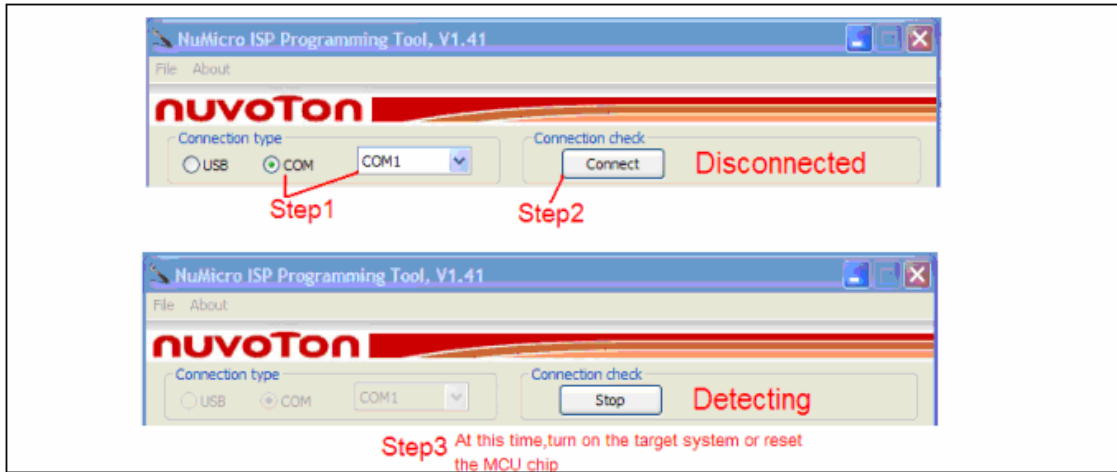 NuMicro ISP Programming Tool, V1.41
File About
nuvoTon
Connection type
Connection check
USB COM COM1
Connect Disconnected
Step1 Step2
NuMicro ISP Programming Tool, V1.41
File About
nuvoTon
Connection type
Connection check
USB COM COM1
Stop Detecting
Step3 At this time,turn on the target system or reset
the MCU chip